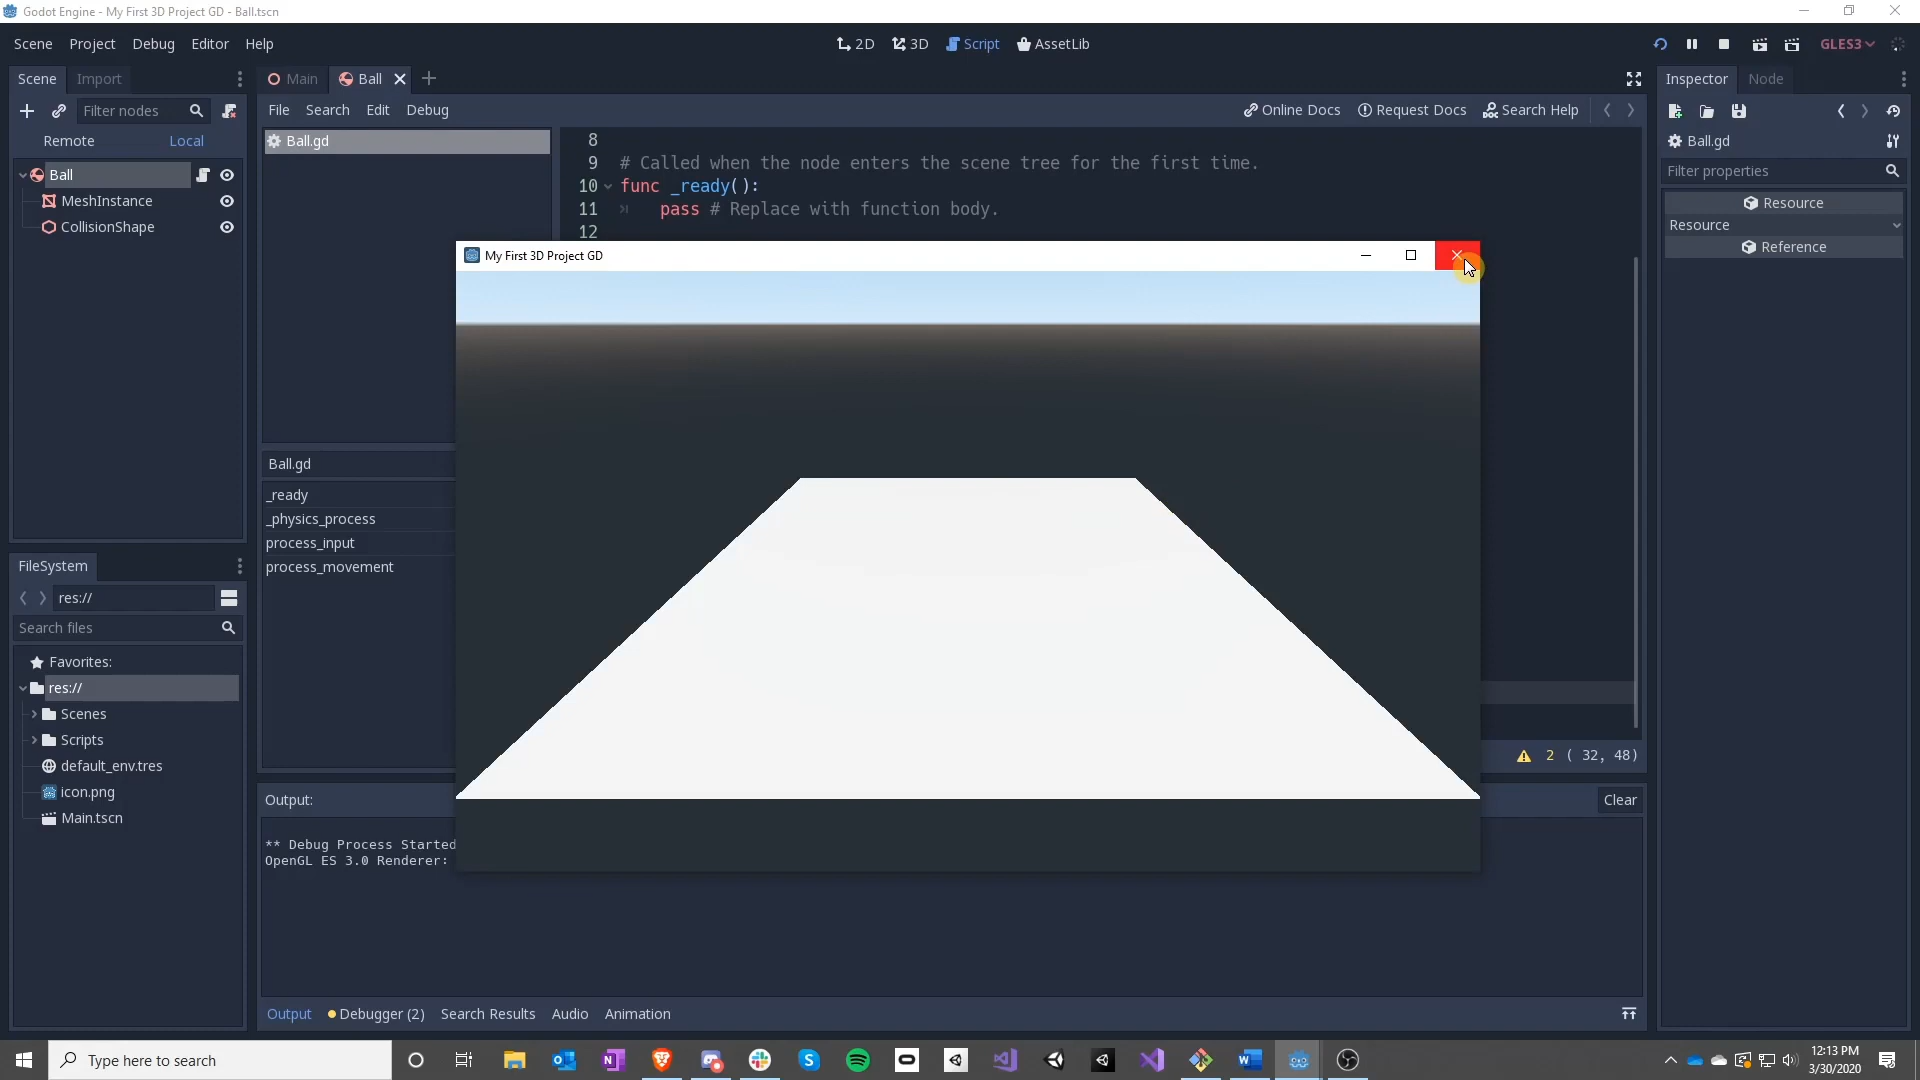 Godot Engine - My First 3D Project GD - Ball.tscn
Scene Project Debug Editor Help
2D 3D Script AssetLib
GLES3
Scene Import
Main Ball
Inspector Node
Filter nodes
File Search Edit Debug
Online Docs Request Docs Search Help
Remote Local
Ball.gd
Ball.gd
Filter properties
Resource
Resource
Reference
Ball
MeshInstance
CollisionShape
8
9 # Called when the node enters the scene tree for the first time.
10 func _ready():
11 pass # Replace with function body.
12
My First 3D Project GD
Ball.gd
_ready
_physics_process
process_input
process_movement
FileSystem
res://
Search files
Favorites:
res://
Scenes
Scripts
default_env.tres
icon.png
Main.tscn
2 ( 32, 48)
Output:
Clear
** Debug Process Started
OpenGL ES 3.0 Renderer:
Output Debugger (2) Search Results Audio Animation
Type here to search
12:13 PM
3/30/2020